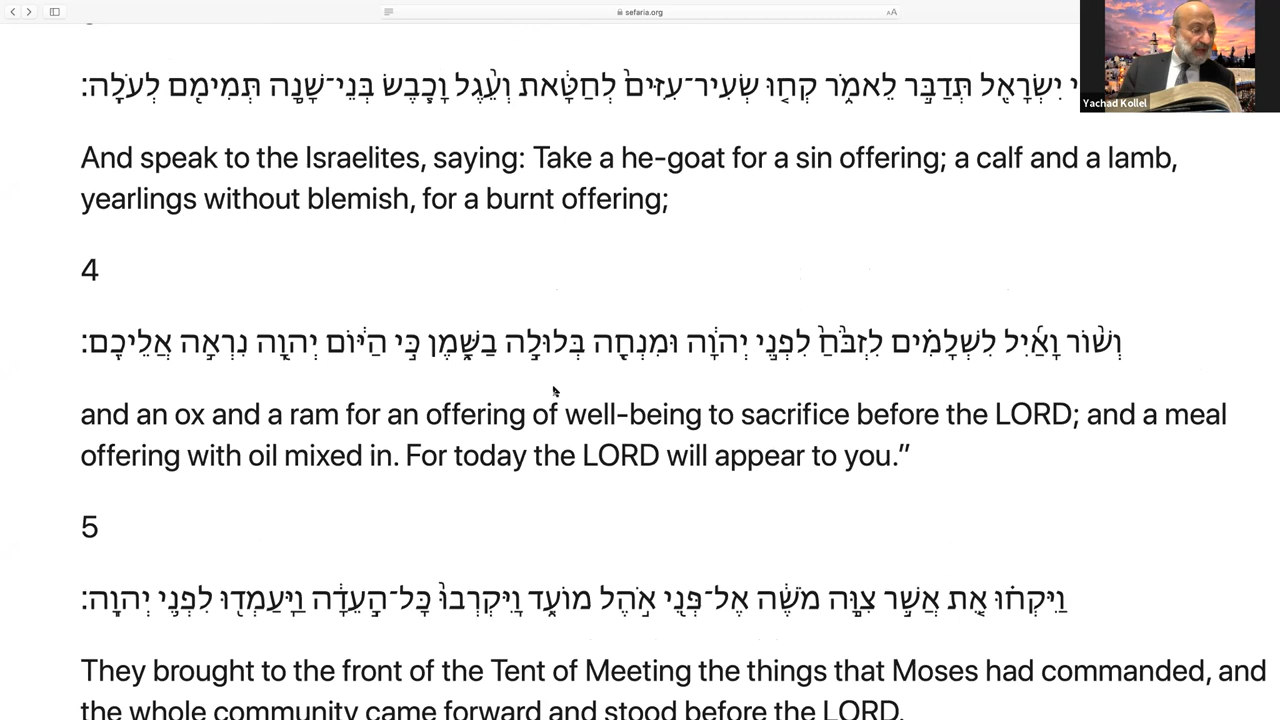 sefaria.org
AA
Yachad Kollel
י יִשְׂרָאֵ֖ל תְּדַבֵּ֣ר לֵאמֹ֑ר קְח֤וּ שְׂעִיר־עִזִּים֙ לְחַטָּ֔את וְעֵ֨גֶל וָכֶ֧בֶשׂ בְּנֵי־שָׁנָ֛ה תְּמִימִ֖ם לְעֹלָֽה׃
And speak to the Israelites, saying: Take a he-goat for a sin offering; a calf and a lamb,
yearlings without blemish, for a burnt offering;
4
וְשׁ֨וֹר וָאַ֜יִל לִשְׁלָמִ֗ים לִזְבֹּ֙חַ֙ לִפְנֵ֣י יְהֹוָ֔ה וּמִנְחָ֖ה בְּלוּלָ֣ה בַשָּׁ֑מֶן כִּ֣י הַיּ֔וֹם יְהֹוָ֖ה נִרְאָ֥ה אֲלֵיכֶֽם׃
and an ox and a ram for an offering of well-being to sacrifice before the LORD; and a meal
offering with oil mixed in. For today the LORD will appear to you.”
5
וַיִּקְח֗וּ אֵ֚ת אֲשֶׁ֣ר צִוָּ֣ה מֹשֶׁ֔ה אֶל־פְּנֵ֖י אֹ֣הֶל מוֹעֵ֑ד וַֽיִּקְרְבוּ֙ כׇּל־הָ֣עֵדָ֔ה וַיַּֽעַמְד֖וּ לִפְנֵ֥י יְהֹוָֽה׃
They brought to the front of the Tent of Meeting the things that Moses had commanded, and
the whole community came forward and stood before the LORD.